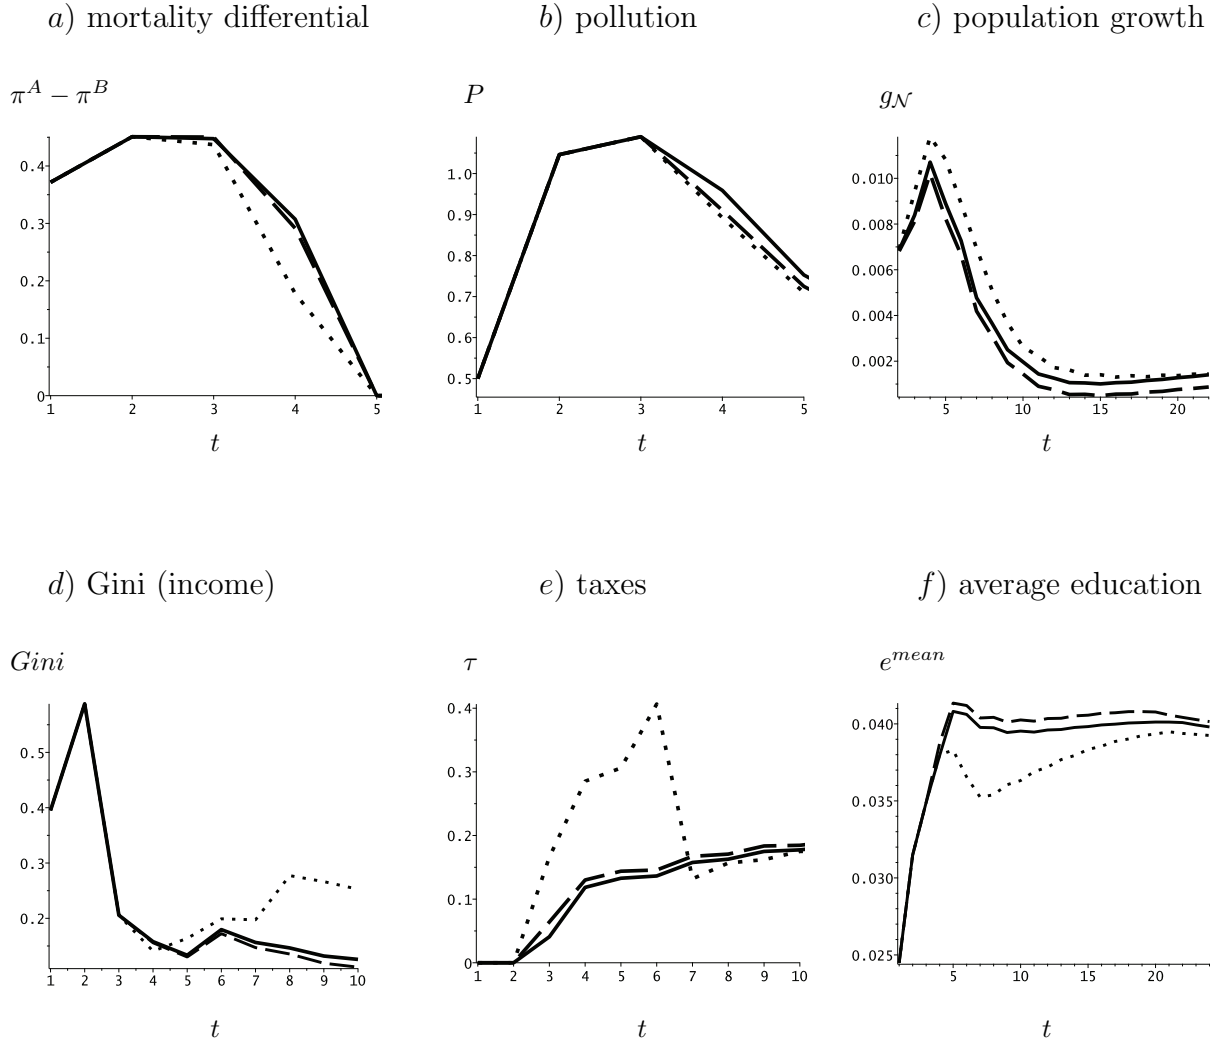 a) mortality differential
b) pollution
c) population growth
π^A − π^B
P
g_𝒩
0.4
0.3
0.2
0.1
0
1 2 3 4 5
t
1.0
0.9
0.8
0.7
0.6
0.5
1 2 3 4 5
t
0.010
0.008
0.006
0.004
0.002
5 10 15 20
t
d) Gini (income)
e) taxes
f) average education
Gini
τ
e^mean
0.5
0.4
0.3
0.2
1 2 3 4 5 6 7 8 9 10
t
0.4
0.3
0.2
0.1
0
1 2 3 4 5 6 7 8 9 10
t
0.040
0.035
0.030
0.025
5 10 15 20
t